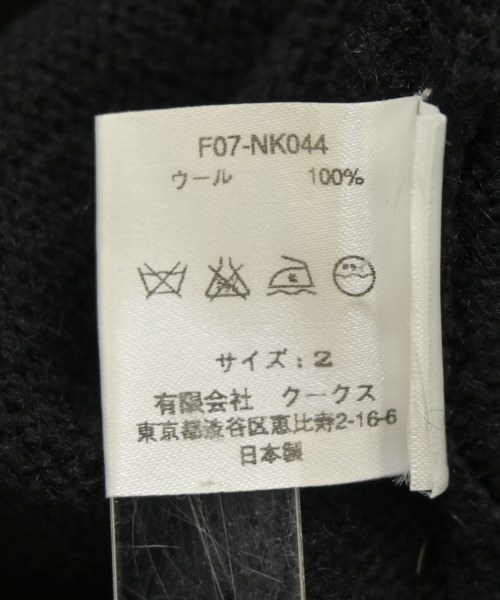 F07-NK044
ウール 100%
サイズ：2
有限会社 クークス
東京都渋谷区恵比寿2-16-6
日本製